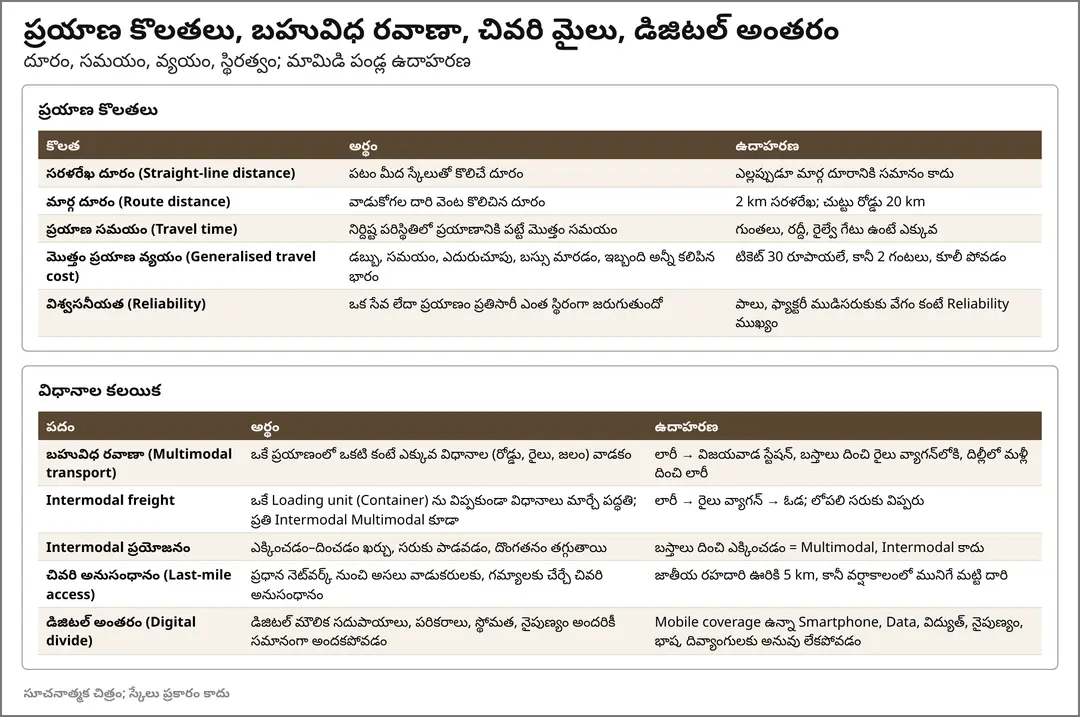 ప్రయాణ కొలతలు, బహువిధ రవాణా, చివరి మైలు, డిజిటల్ అంతరం
దూరం, సమయం, వ్యయం, స్థిరత్వం; మామిడి పండ్ల ఉదాహరణ
ప్రయాణ కొలతలు
కొలత అర్థం ఉదాహరణ
సరళరేఖ దూరం (Straight-line distance) పటం మీద స్కేలుతో కొలిచే దూరం ఎల్లప్పుడూ మార్గ దూరానికి సమానం కాదు
మార్గ దూరం (Route distance) వాడుకోగల దారి వెంట కొలిచిన దూరం 2 km సరళరేఖ; చుట్టు రోడ్డు 20 km
ప్రయాణ సమయం (Travel time) నిర్దిష్ట పరిస్థితిలో ప్రయాణానికి పట్టే మొత్తం సమయం గుంతలు, రద్దీ, రైల్వే గేటు ఉంటే ఎక్కువ
మొత్తం ప్రయాణ వ్యయం (Generalised travel డబ్బు, సమయం, ఎదురుచూపు, బస్సు మారడం, ఇబ్బంది అన్నీ కలిపిన టికెట్ 30 రూపాయలే, కానీ 2 గంటలు, కూలీ పోవడం
cost) భారం
విశ్వసనీయత (Reliability) ఒక సేవ లేదా ప్రయాణం ప్రతిసారీ ఎంత స్థిరంగా జరుగుతుందో పాలు, ఫ్యాక్టరీ ముడిసరుకుకు వేగం కంటే Reliability
ముఖ్యం
విధానాల కలయిక
పదం అర్థం ఉదాహరణ
బహువిధ రవాణా (Multimodal ఒకే ప్రయాణంలో ఒకటి కంటే ఎక్కువ విధానాల (రోడ్డు, రైలు, జలం) వాడకం లారీ → విజయవాడ స్టేషన్, బస్తాలు దించి రైలు వ్యాగన్‌లోకి, దిల్లీలో మళ్లీ
transport) దించి లారీ
Intermodal freight ఒకే Loading unit (Container) ను విప్పకుండా విధానాలు మార్చే పద్ధతి; లారీ → రైలు వ్యాగన్ → ఓడ; లోపలి సరుకు విప్పరు
ప్రతి Intermodal Multimodal కూడా
Intermodal ప్రయోజనం ఎక్కించడం–దించడం ఖర్చు, సరుకు పాడవడం, దొంగతనం తగ్గుతాయి బస్తాలు దించి ఎక్కించడం = Multimodal, Intermodal కాదు
చివరి అనుసంధానం (Last-mile ప్రధాన నెట్‌వర్క్ నుంచి అసలు వాడుకరులకు, గమ్యాలకు చేర్చే చివరి జాతీయ రహదారి ఊరికి 5 km, కానీ వర్షాకాలంలో మునిగే మట్టి దారి
access) అనుసంధానం
డిజిటల్ అంతరం (Digital డిజిటల్ మౌలిక సదుపాయాలు, పరికరాలు, స్థోమత, నైపుణ్యం అందరికీ Mobile coverage ఉన్నా Smartphone, Data, విద్యుత్, నైపుణ్యం,
divide) సమానంగా అందకపోవడం భాష, దివ్యాంగులకు అనువు లేకపోవడం
సూచనాత్మక చిత్రం; స్కేలు ప్రకారం కాదు